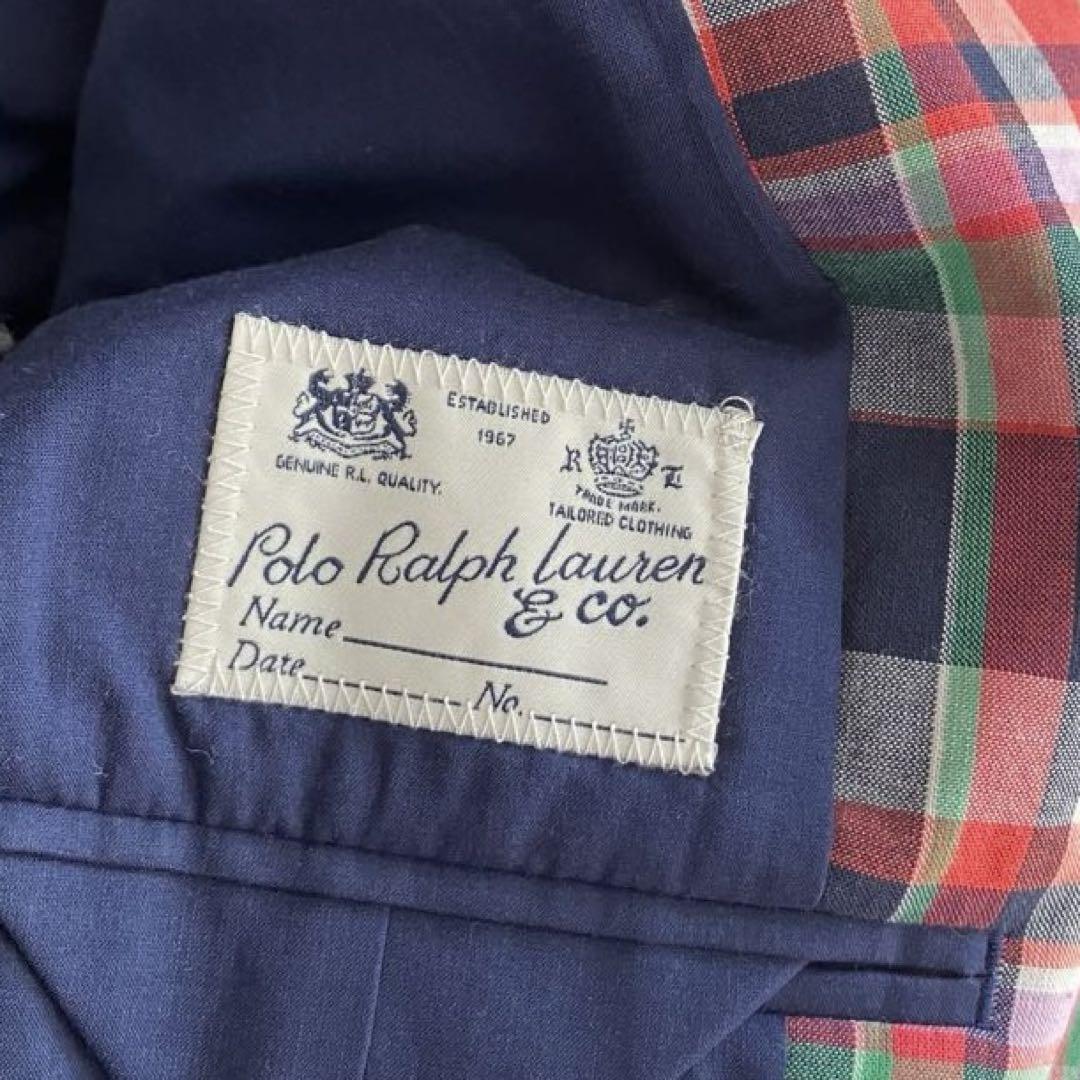 ESTABLISHED
1967
GENUINE R.L. QUALITY.
R L
TRADE MARK.
TAILORED CLOTHING
Polo Ralph Lauren
& co.
Name
Date No.